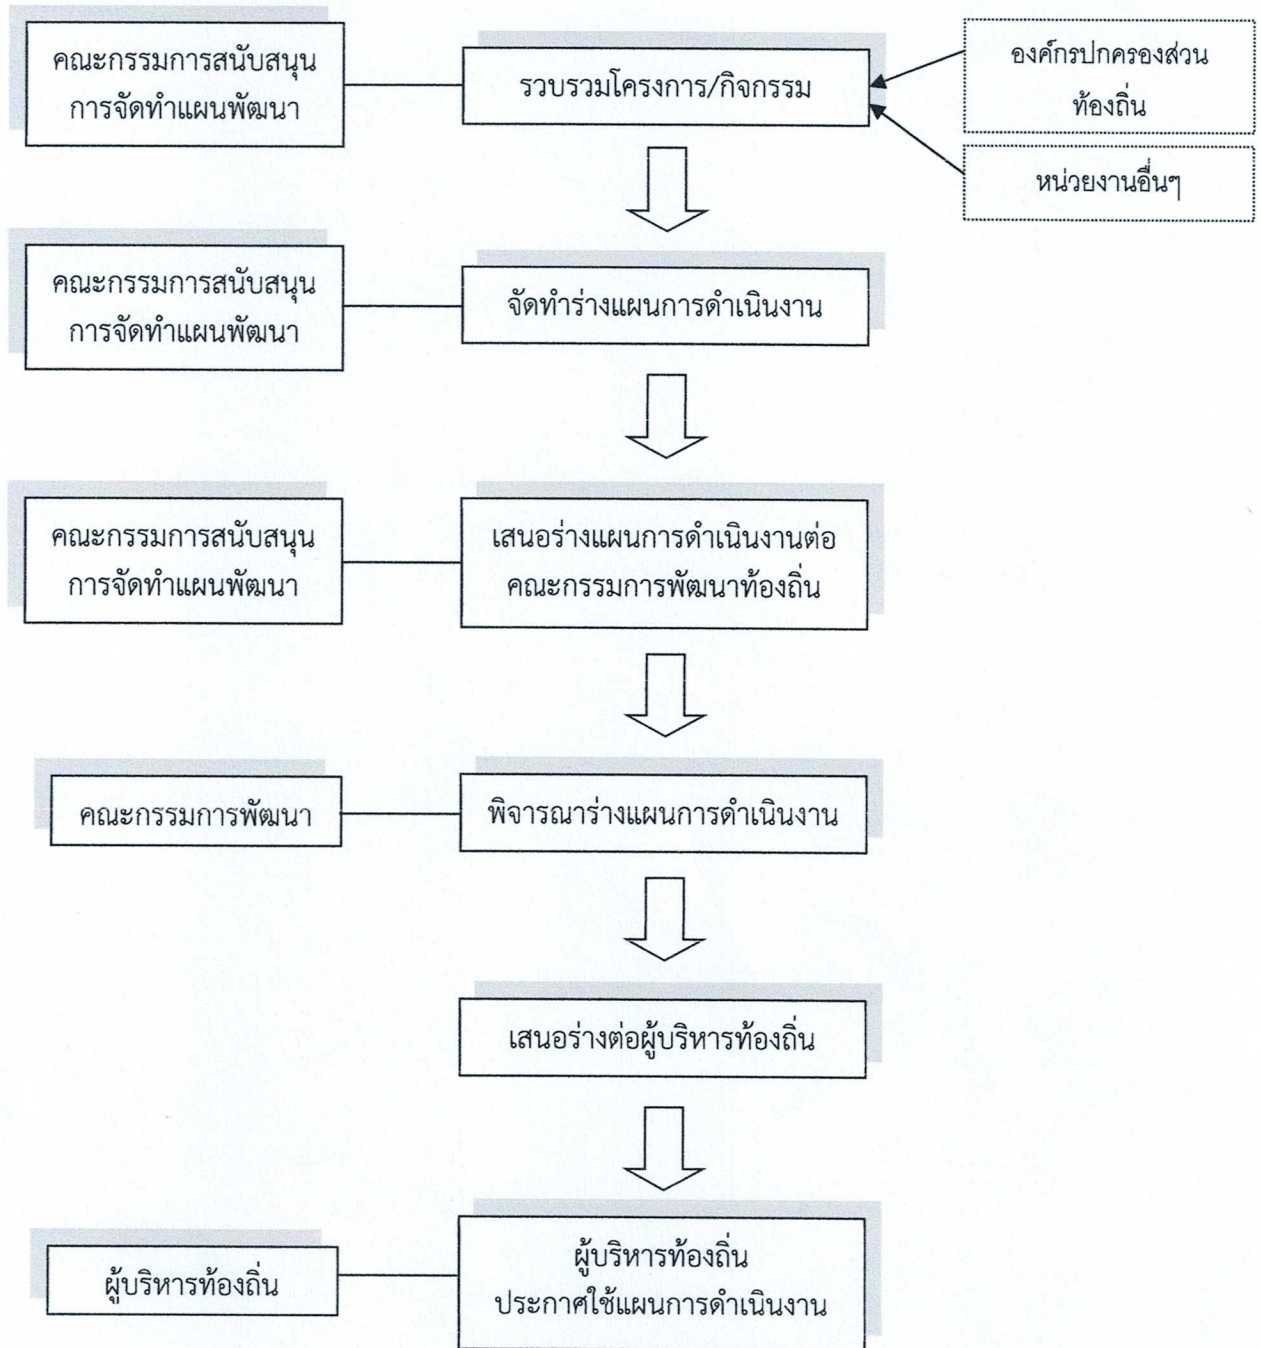 คณะกรรมการสนับสนุน
การจัดทำแผนพัฒนา
รวบรวมโครงการ/กิจกรรม
องค์กรปกครองส่วน
ท้องถิ่น
หน่วยงานอื่นๆ
คณะกรรมการสนับสนุน
การจัดทำแผนพัฒนา
จัดทำร่างแผนการดำเนินงาน
คณะกรรมการสนับสนุน
การจัดทำแผนพัฒนา
เสนอร่างแผนการดำเนินงานต่อ
คณะกรรมการพัฒนาท้องถิ่น
คณะกรรมการพัฒนา
พิจารณาร่างแผนการดำเนินงาน
เสนอร่างต่อผู้บริหารท้องถิ่น
ผู้บริหารท้องถิ่น
ผู้บริหารท้องถิ่น
ประกาศใช้แผนการดำเนินงาน